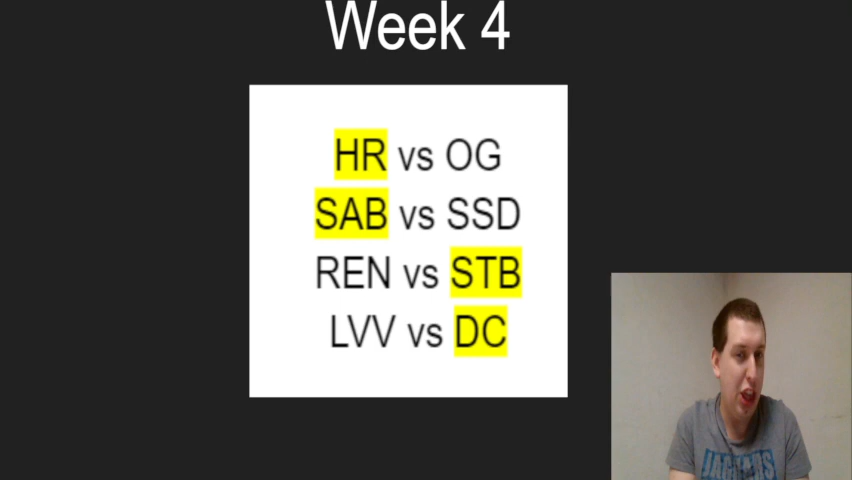 Week 4
HR vs OG
SAB vs SSD
REN vs STB
LVV vs DC